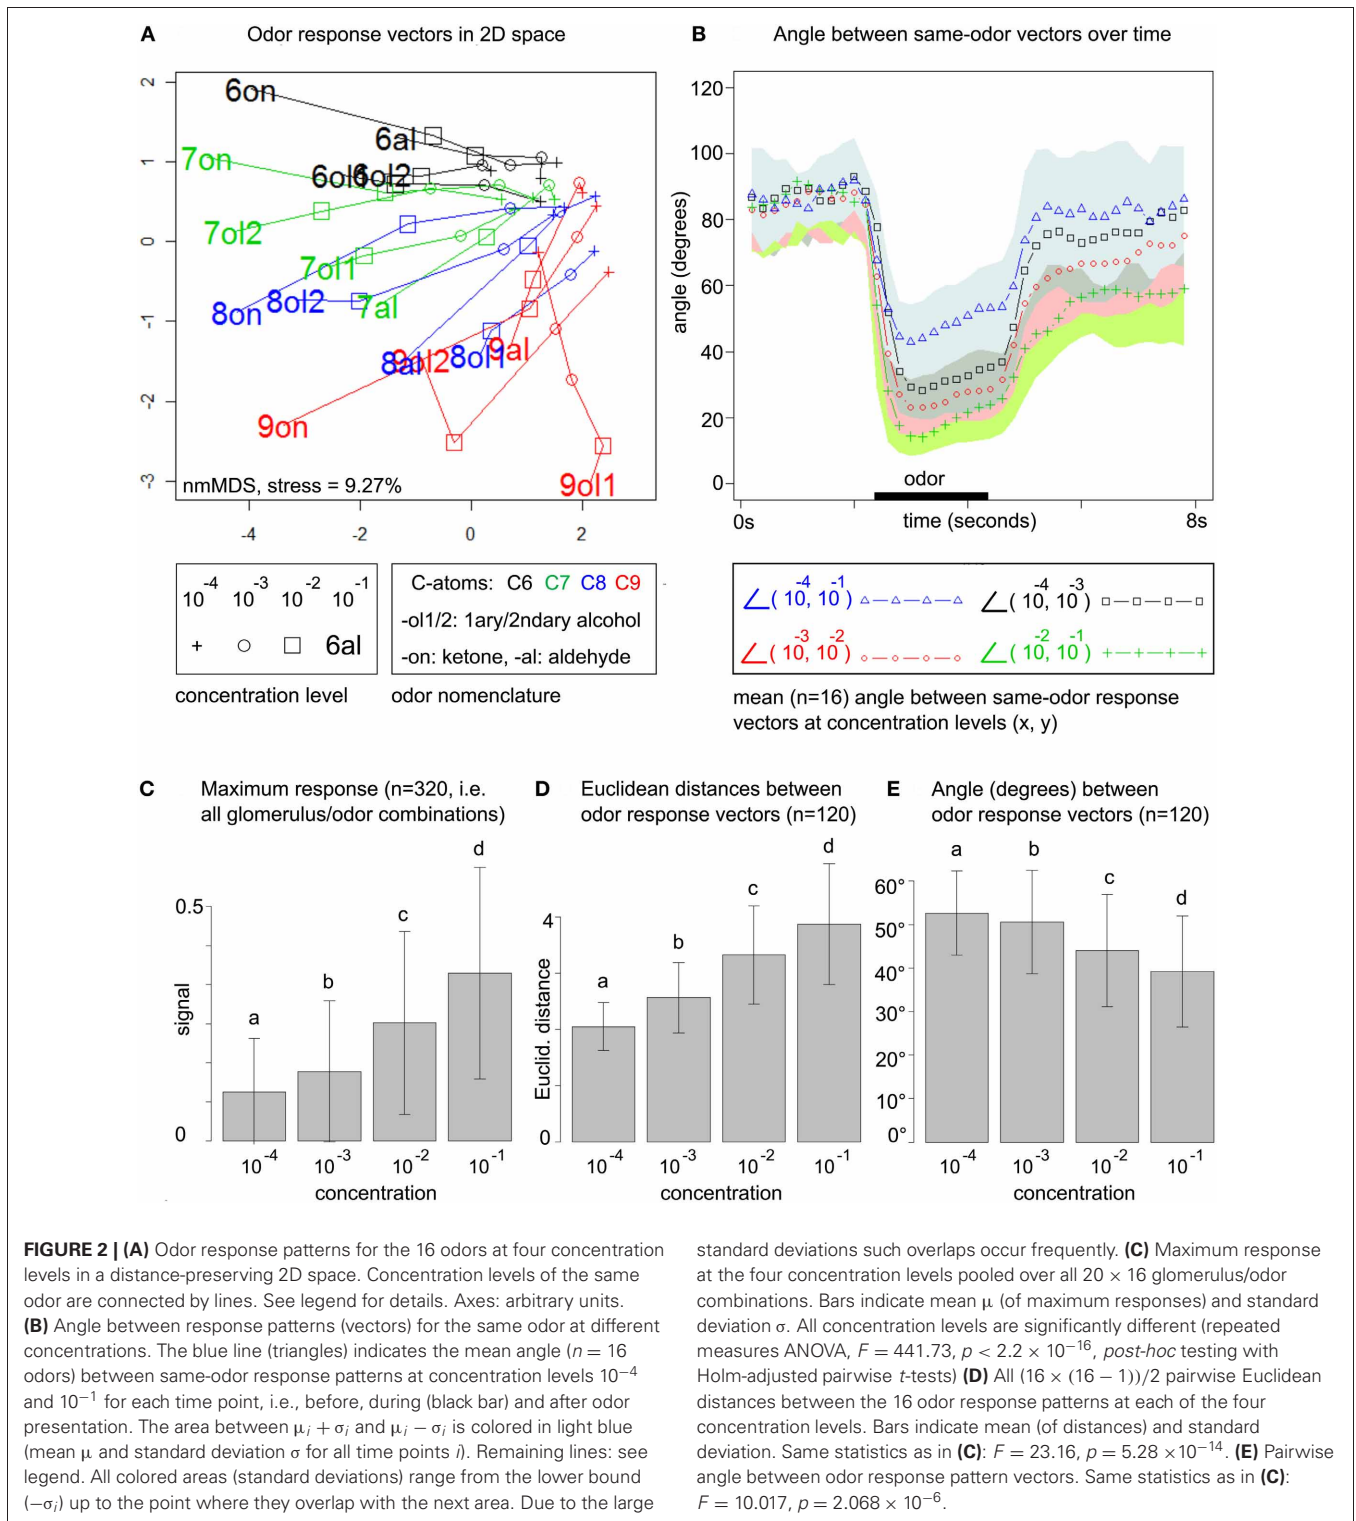 A Odor response vectors in 2D space
2
1
0
-1
-2
-3
6on
6al
7on
6ol1
6ol2
7ol2
7ol1
8ol2
8on
7al
8al
9ol2
8ol1
9al
9on
9ol1
nmMDS, stress = 9.27%
-4 -2 0 2
10^-4 10^-3 10^-2 10^-1
+ ○ □ 6al
concentration level
C-atoms: C6 C7 C8 C9
-ol1/2: 1ary/2ndary alcohol
-on: ketone, -al: aldehyde
odor nomenclature
B Angle between same-odor vectors over time
angle (degrees)
120
100
80
60
40
20
0
odor
0s time (seconds) 8s
∠(10^-4, 10^-1) ∠(10^-4, 10^-3)
∠(10^-3, 10^-2) ∠(10^-2, 10^-1)
mean (n=16) angle between same-odor response
vectors at concentration levels (x, y)
C Maximum response (n=320, i.e.
all glomerulus/odor combinations)
signal
0.5
0
a b c d
10^-4 10^-3 10^-2 10^-1
concentration
D Euclidean distances between
odor response vectors (n=120)
Euclid. distance
4
0
a b c d
10^-4 10^-3 10^-2 10^-1
concentration
E Angle (degrees) between
odor response vectors (n=120)
60°
50°
40°
30°
20°
10°
0°
a b c d
10^-4 10^-3 10^-2 10^-1
concentration
FIGURE 2 | (A) Odor response patterns for the 16 odors at four concentration
levels in a distance-preserving 2D space. Concentration levels of the same
odor are connected by lines. See legend for details. Axes: arbitrary units.
(B) Angle between response patterns (vectors) for the same odor at different
concentrations. The blue line (triangles) indicates the mean angle (n = 16
odors) between same-odor response patterns at concentration levels 10^−4
and 10^−1 for each time point, i.e., before, during (black bar) and after odor
presentation. The area between μi + σi and μi − σi is colored in light blue
(mean μ and standard deviation σ for all time points i). Remaining lines: see
legend. All colored areas (standard deviations) range from the lower bound
(−σi) up to the point where they overlap with the next area. Due to the large
standard deviations such overlaps occur frequently. (C) Maximum response
at the four concentration levels pooled over all 20 × 16 glomerulus/odor
combinations. Bars indicate mean μ (of maximum responses) and standard
deviation σ. All concentration levels are significantly different (repeated
measures ANOVA, F = 441.73, p < 2.2 × 10^−16, post-hoc testing with
Holm-adjusted pairwise t-tests) (D) All (16 × (16 − 1))/2 pairwise Euclidean
distances between the 16 odor response patterns at each of the four
concentration levels. Bars indicate mean (of distances) and standard
deviation. Same statistics as in (C): F = 23.16, p = 5.28 ×10^−14. (E) Pairwise
angle between odor response pattern vectors. Same statistics as in (C):
F = 10.017, p = 2.068 × 10^−6.